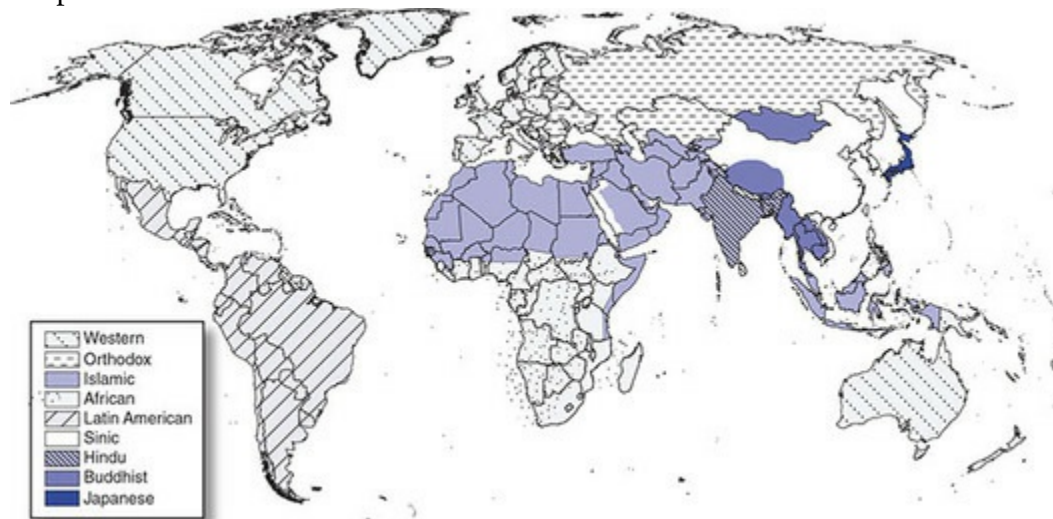 Western
Orthodox
Islamic
African
Latin American
Sinic
Hindu
Buddhist
Japanese